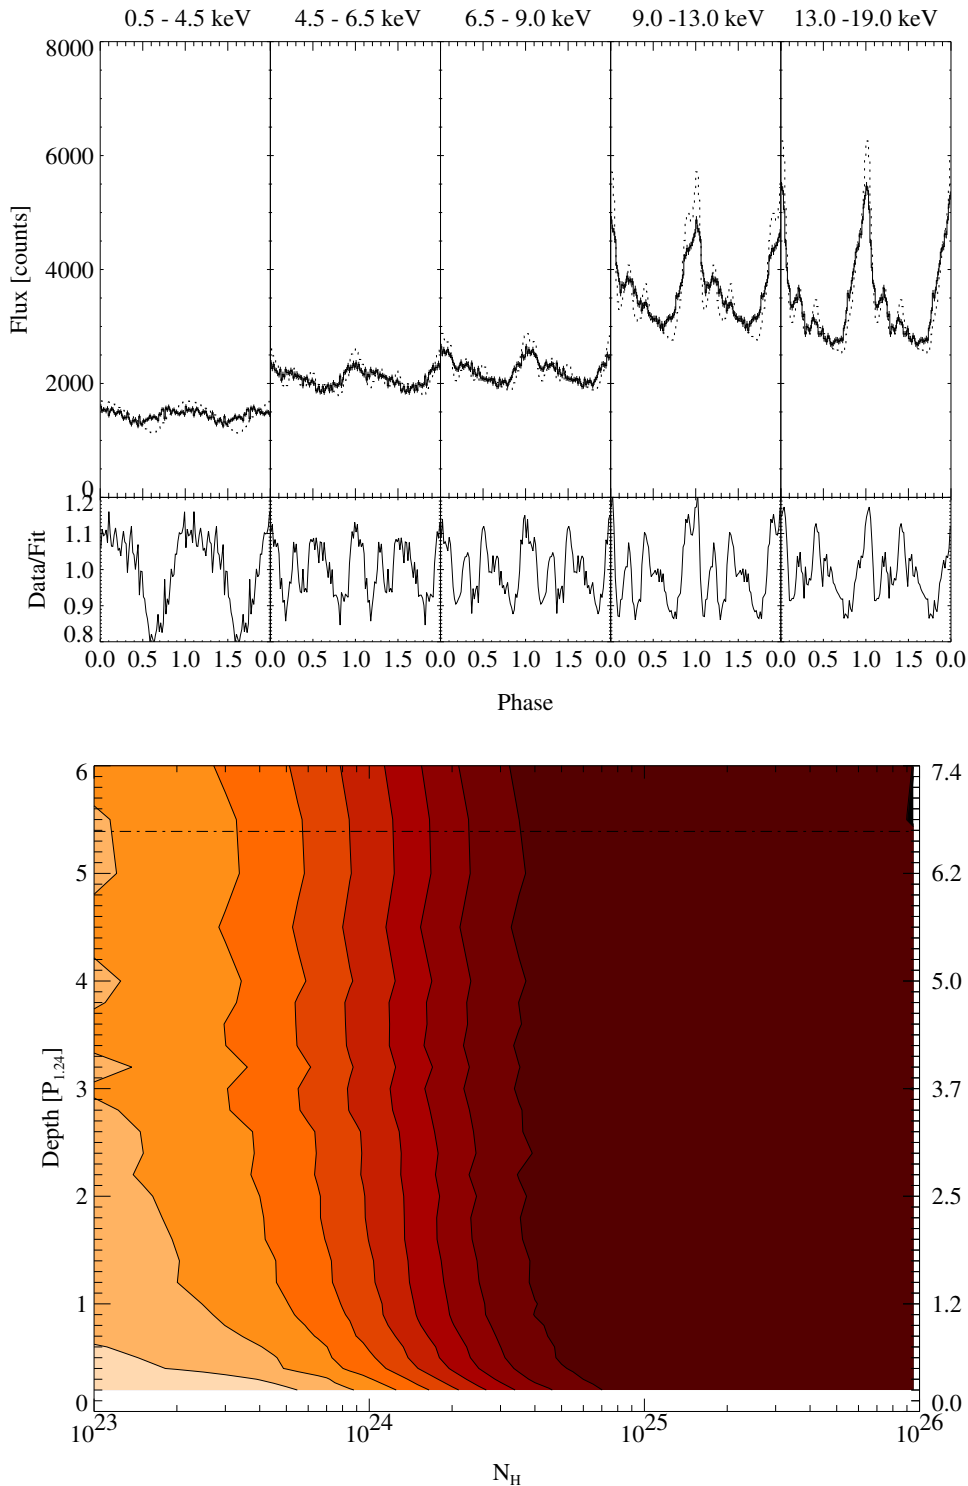 0.5 - 4.5 keV 4.5 - 6.5 keV 6.5 - 9.0 keV 9.0 -13.0 keV 13.0 -19.0 keV
8000
6000
4000
2000
0
Flux [counts]
1.2
1.1
1.0
0.9
0.8
Data/Fit
0.0 0.5 1.0 1.5 0.0 0.5 1.0 1.5 0.0 0.5 1.0 1.5 0.0 0.5 1.0 1.5 0.0 0.5 1.0 1.5 0.0
Phase
6 7.4
5 6.2
4 5.0
3 3.7
2 2.5
1 1.2
0 0.0
Depth [P1.24]
10^23 10^24 10^25 10^26
N_H